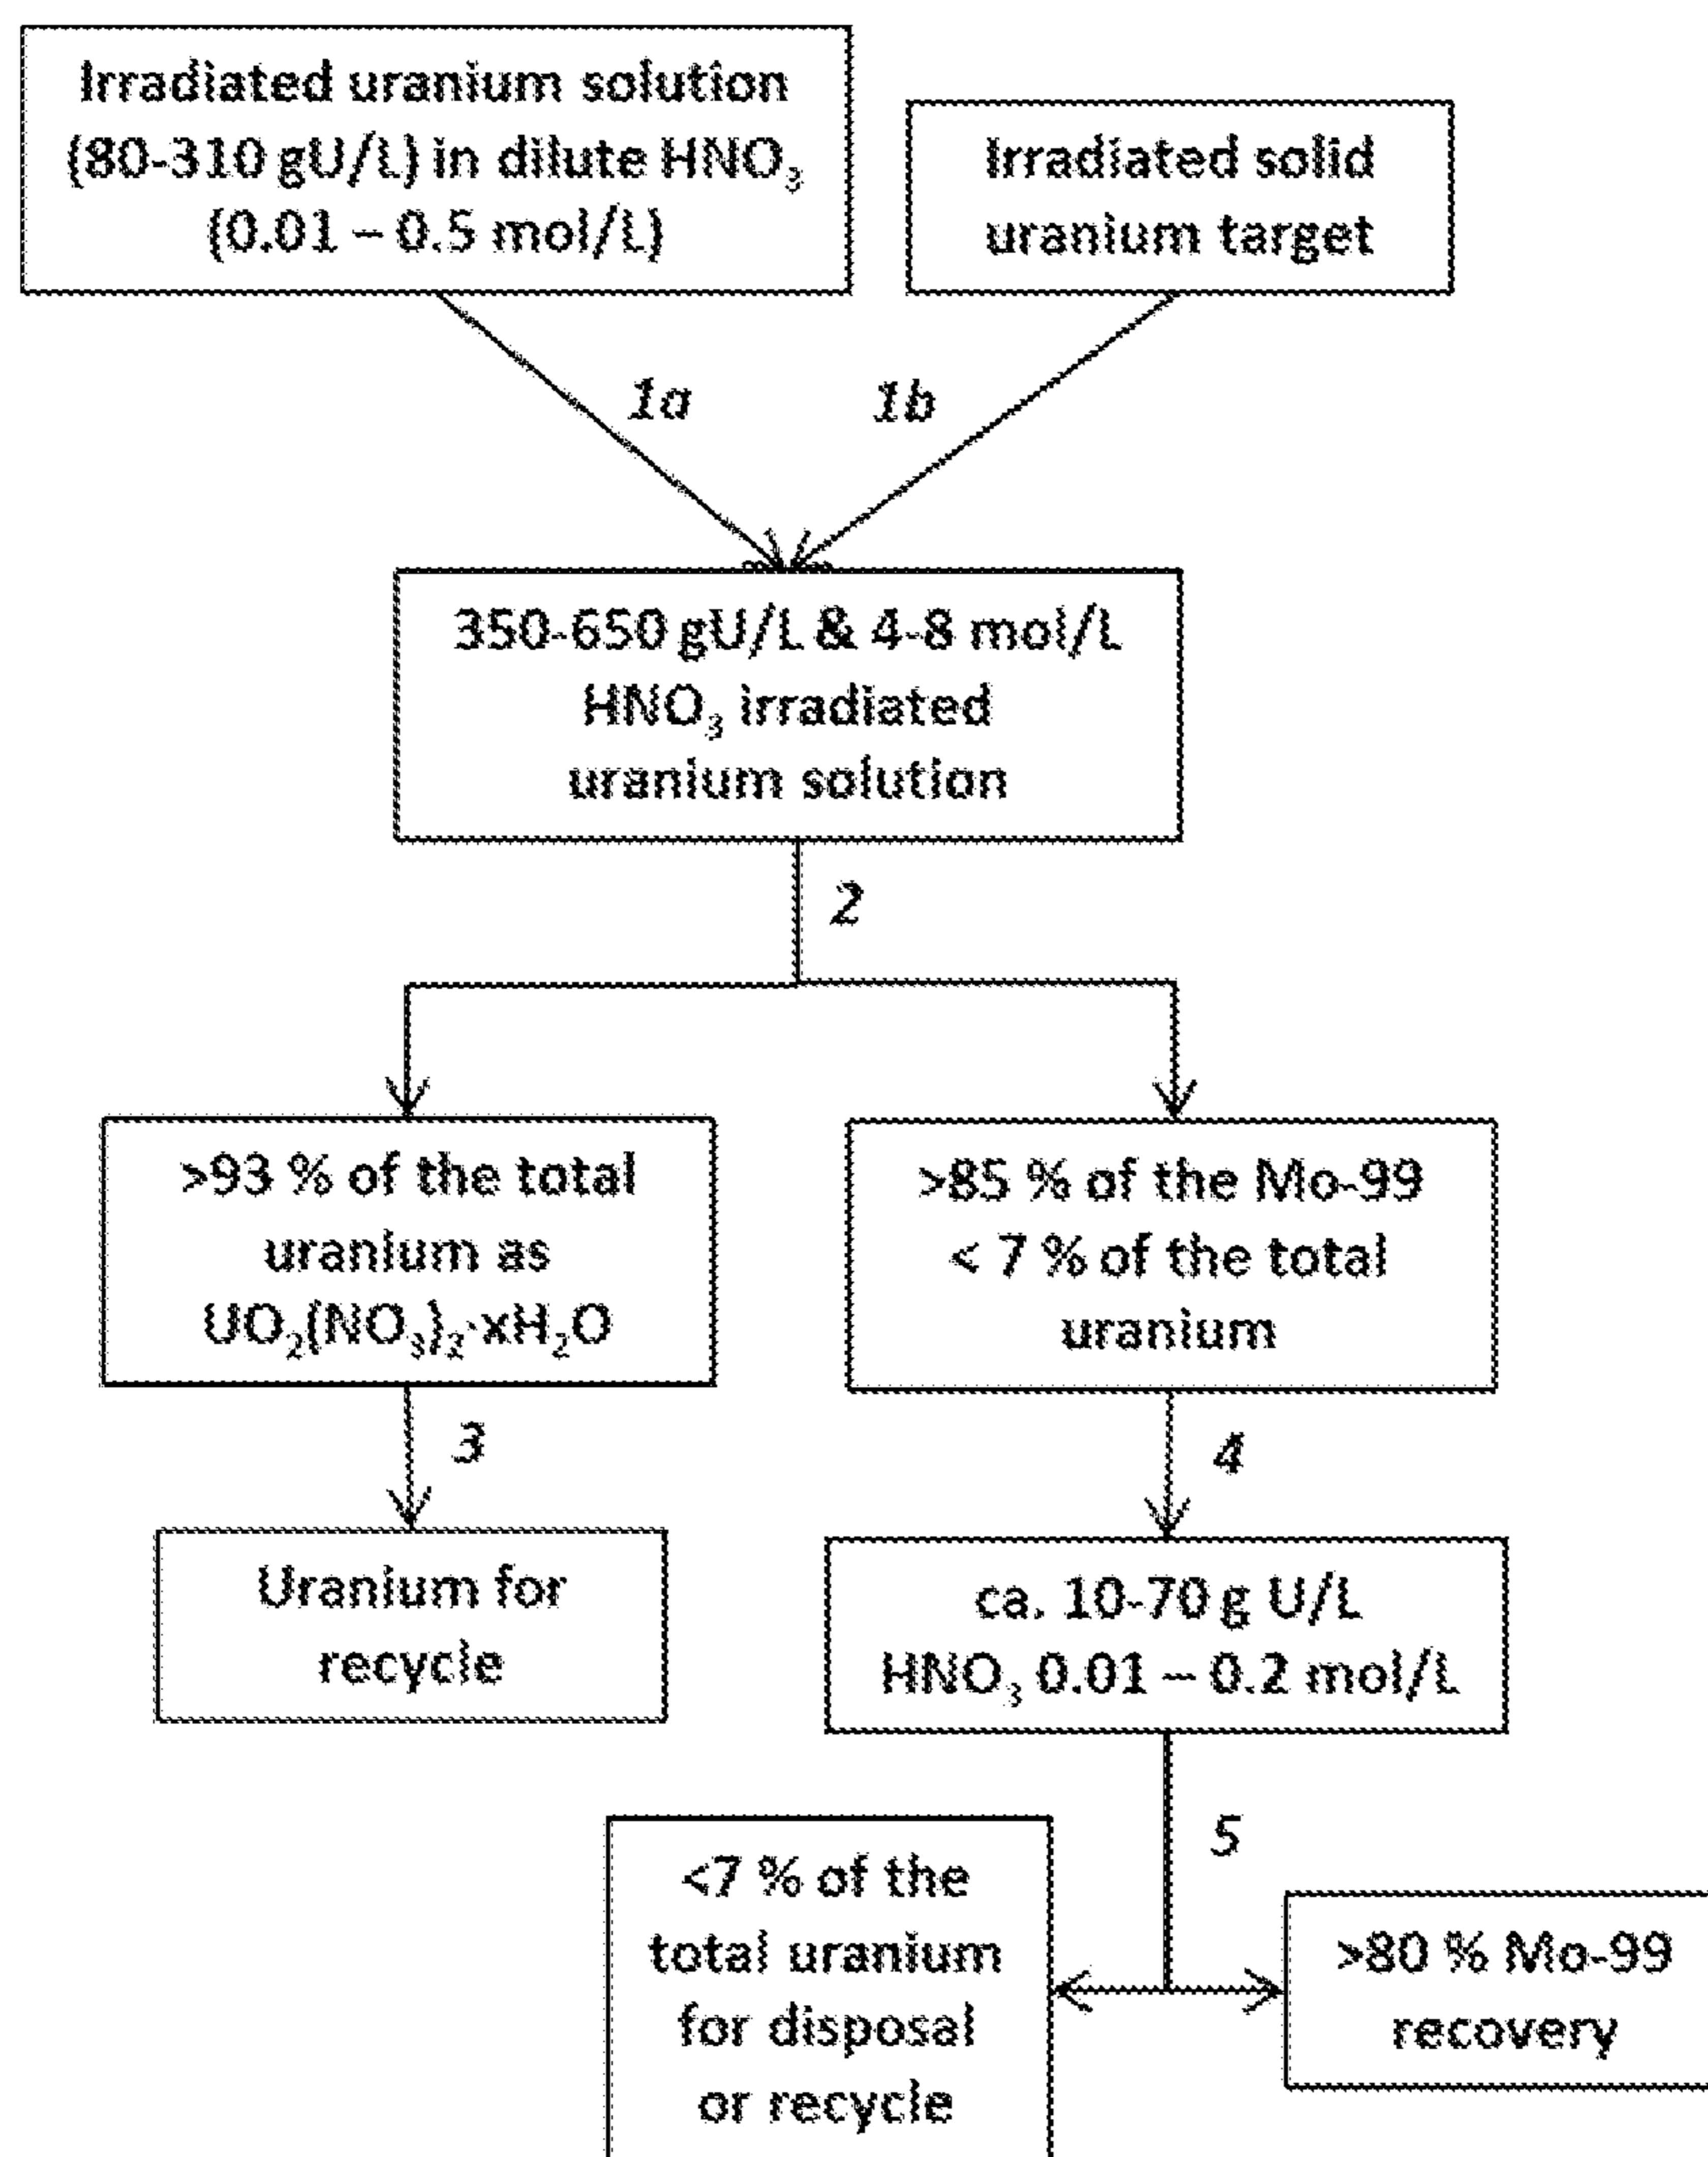 Irradiated uranium solution
(80-310 gU/L) in dilute HNO₃
(0.01 – 0.5 mol/L)
Irradiated solid
uranium target
1a
1b
350-650 gU/L & 4-8 mol/L
HNO₃ irradiated
uranium solution
2
>93 % of the total
uranium as
UO₂(NO₃)₂·xH₂O
>85 % of the Mo-99
< 7 % of the total
uranium
3
4
Uranium for
recycle
ca. 10-70 g U/L
HNO₃ 0.01 – 0.2 mol/L
5
<7 % of the
total uranium
for disposal
or recycle
>80 % Mo-99
recovery